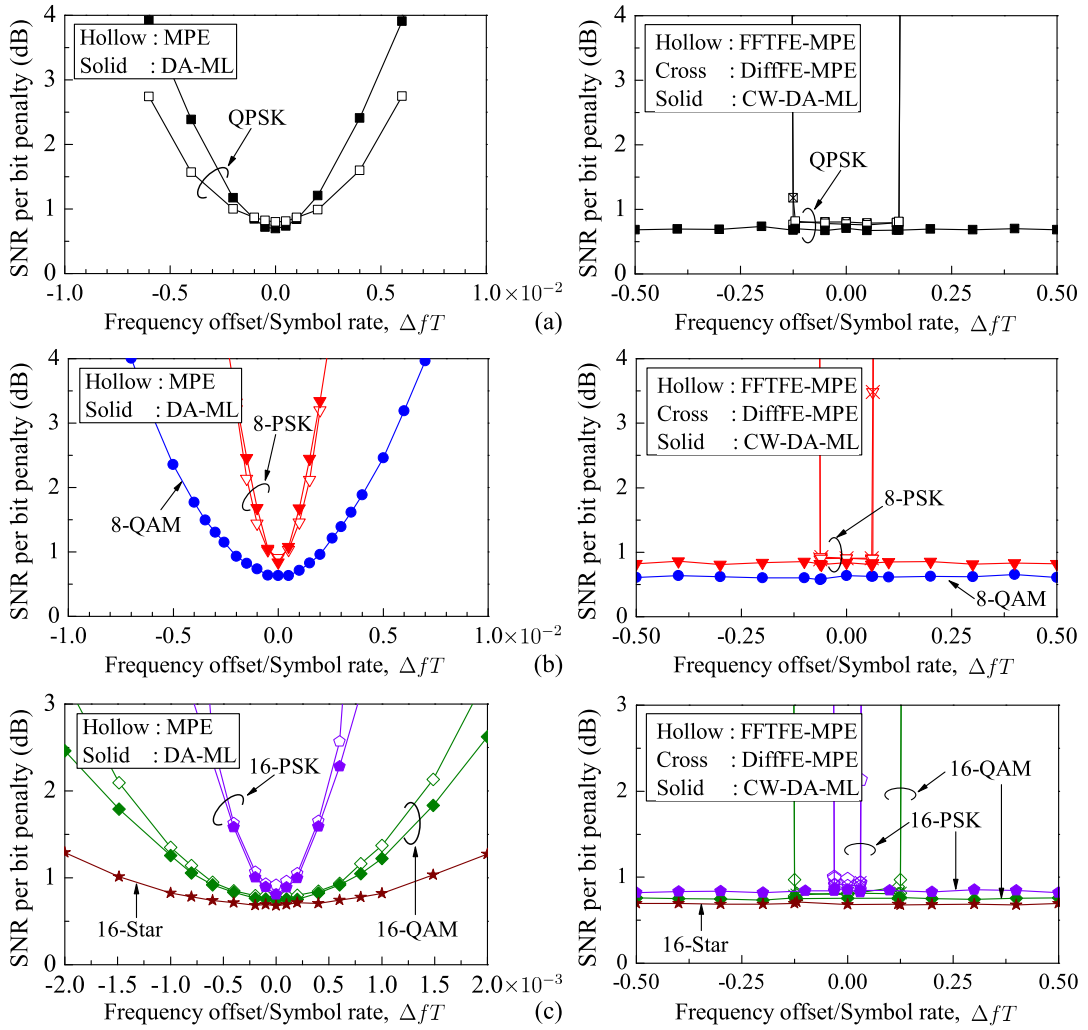 SNR per bit penalty (dB)
4
3
2
1
0
Hollow : MPE
Solid : DA-ML
QPSK
-1.0 -0.5 0.0 0.5 1.0 ×10⁻²
Frequency offset/Symbol rate, ΔfT
SNR per bit penalty (dB)
4
3
2
1
0
Hollow : FFTFE-MPE
Cross : DiffFE-MPE
Solid : CW-DA-ML
QPSK
-0.50 -0.25 0.00 0.25 0.50
Frequency offset/Symbol rate, ΔfT
(a)
SNR per bit penalty (dB)
4
3
2
1
0
Hollow : MPE
Solid : DA-ML
8-PSK
8-QAM
-1.0 -0.5 0.0 0.5 1.0 ×10⁻²
Frequency offset/Symbol rate, ΔfT
SNR per bit penalty (dB)
4
3
2
1
0
Hollow : FFTFE-MPE
Cross : DiffFE-MPE
Solid : CW-DA-ML
8-PSK
8-QAM
-0.50 -0.25 0.00 0.25 0.50
Frequency offset/Symbol rate, ΔfT
(b)
SNR per bit penalty (dB)
3
2
1
0
Hollow : MPE
Solid : DA-ML
16-PSK
16-Star
16-QAM
-2.0 -1.5 -1.0 -0.5 0.0 0.5 1.0 1.5 2.0 ×10⁻³
Frequency offset/Symbol rate, ΔfT
SNR per bit penalty (dB)
3
2
1
0
Hollow : FFTFE-MPE
Cross : DiffFE-MPE
Solid : CW-DA-ML
16-QAM
16-PSK
16-Star
-0.50 -0.25 0.00 0.25 0.50
Frequency offset/Symbol rate, ΔfT
(c)